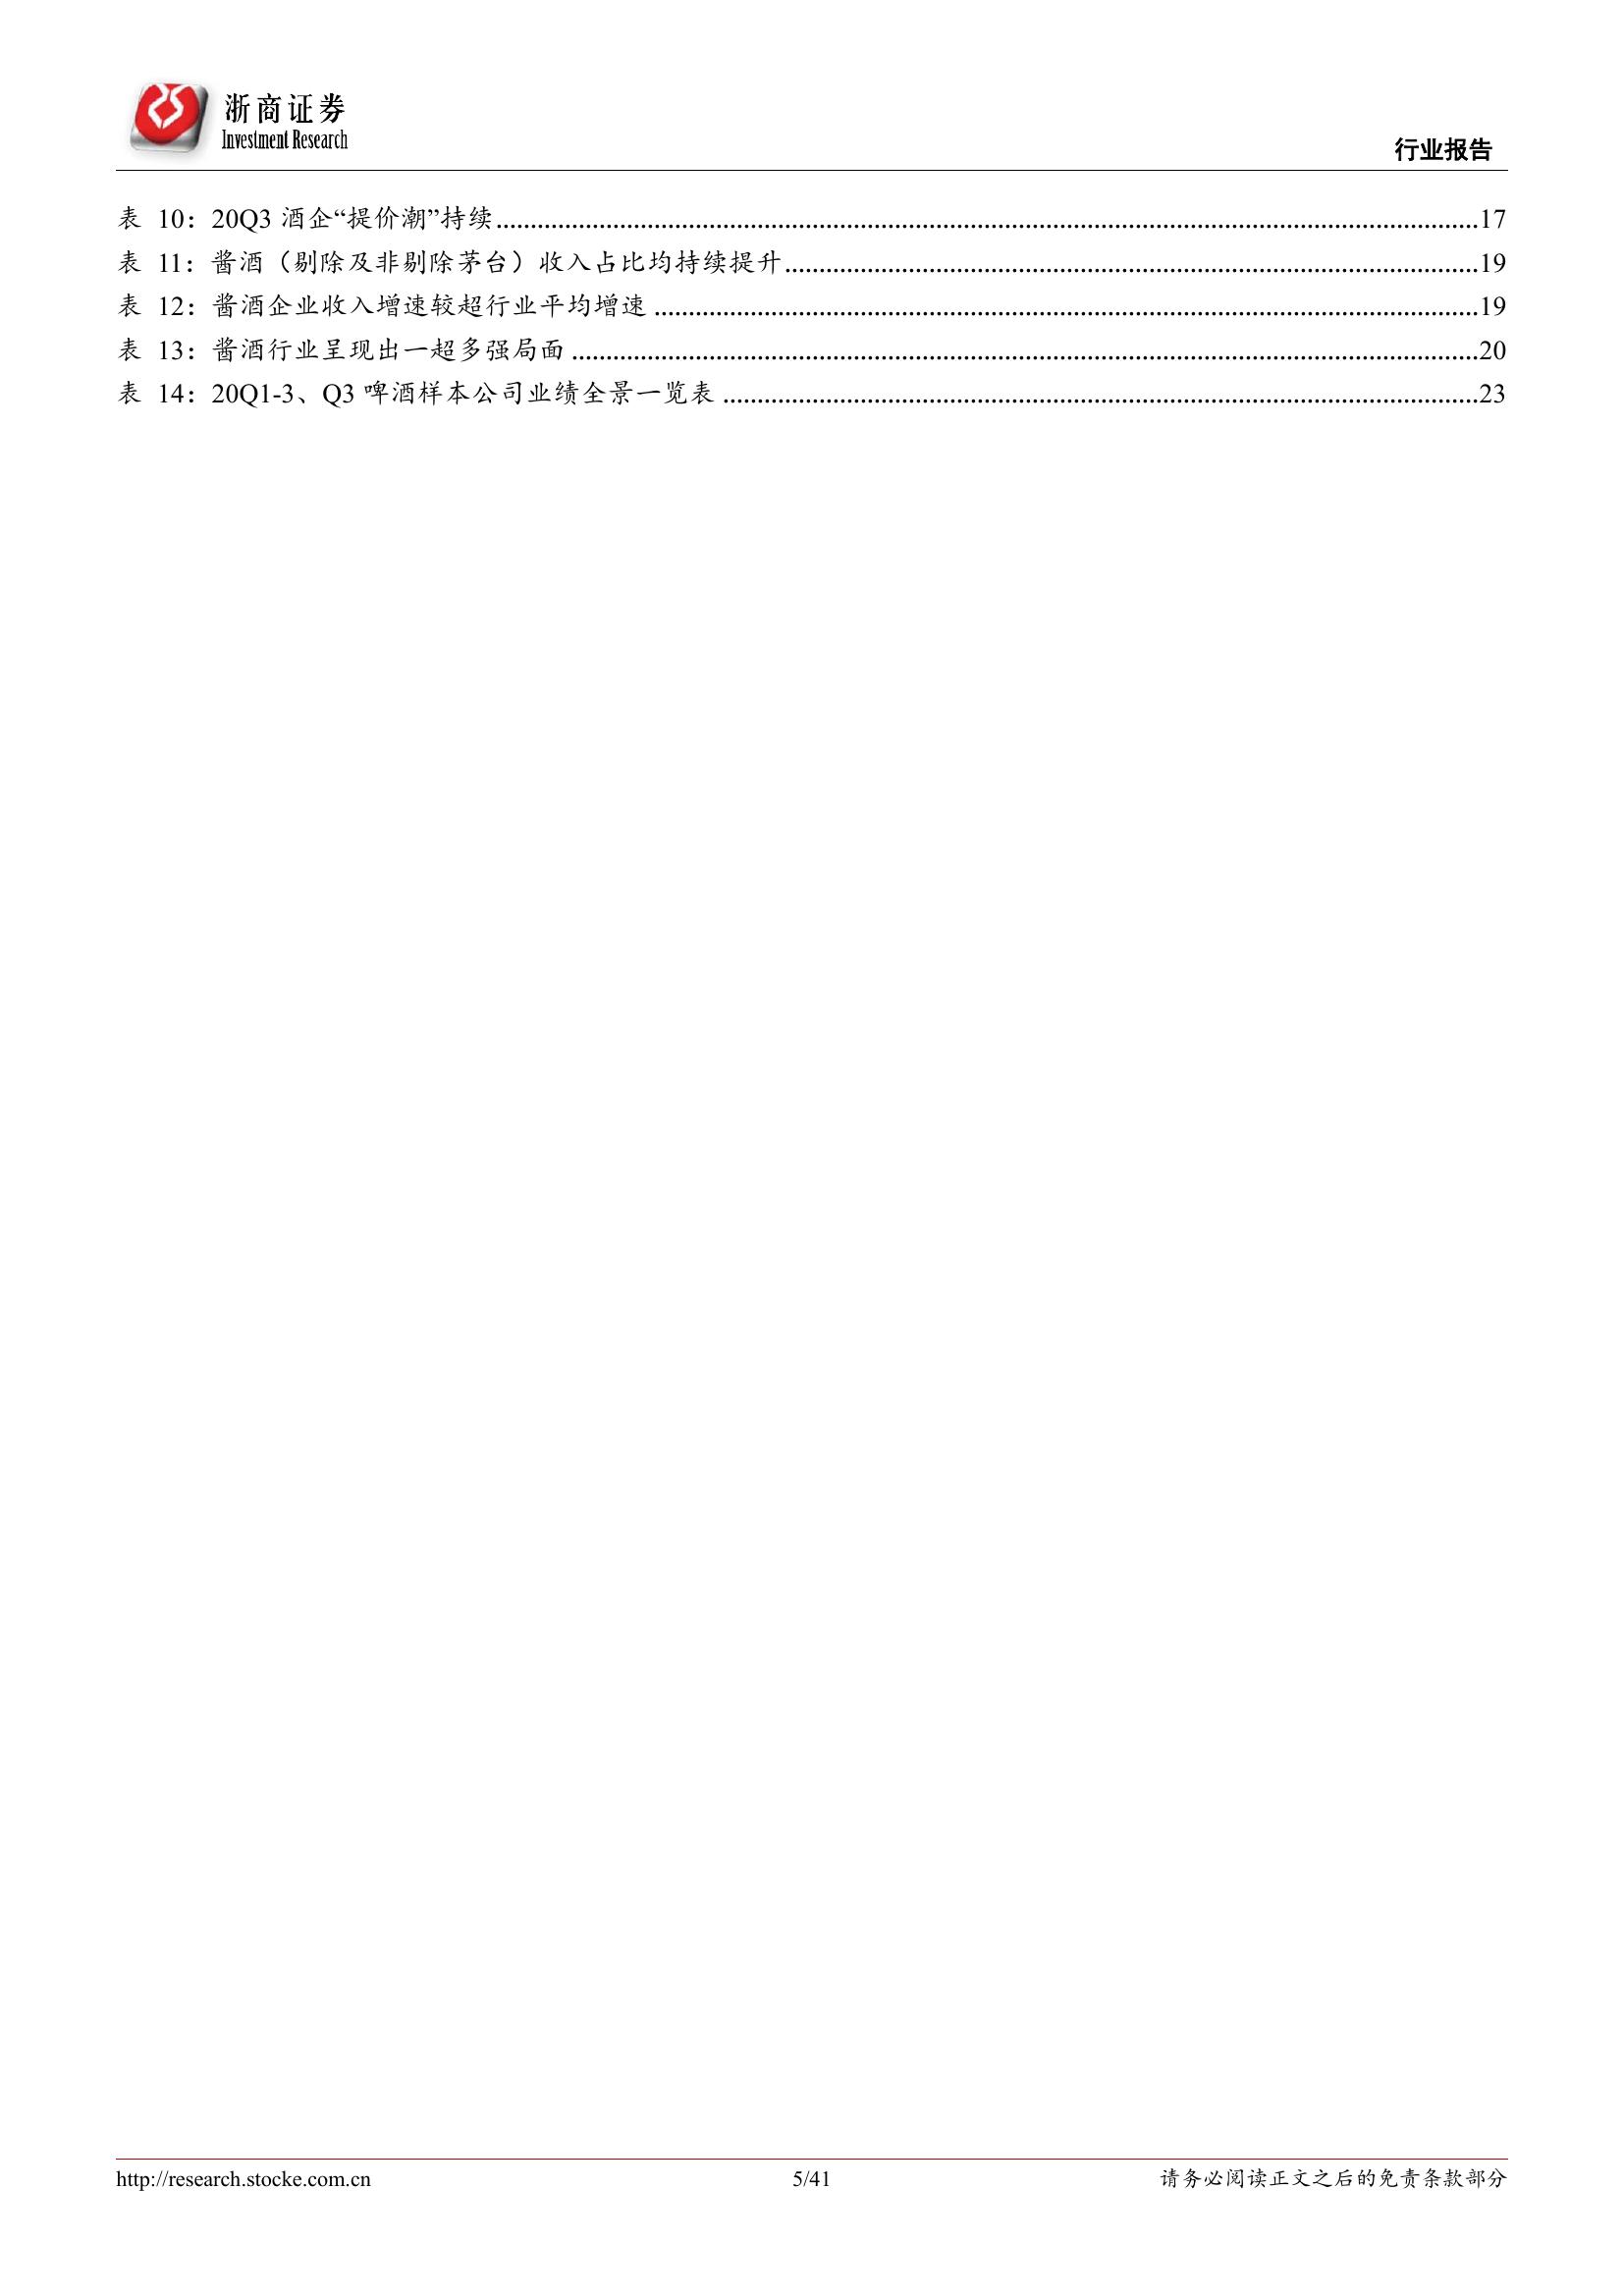 浙商证券
Investment Research
行业报告
表 10：20Q3 酒企“提价潮”持续.......................................................17
表 11：酱酒（剔除及非剔除茅台）收入占比均持续提升.......................................................19
表 12：酱酒企业收入增速较超行业平均增速.......................................................19
表 13：酱酒行业呈现出一超多强局面.......................................................20
表 14：20Q1-3、Q3 啤酒样本公司业绩全景一览表.......................................................23
http://research.stocke.com.cn
5/41
请务必阅读正文之后的免责条款部分